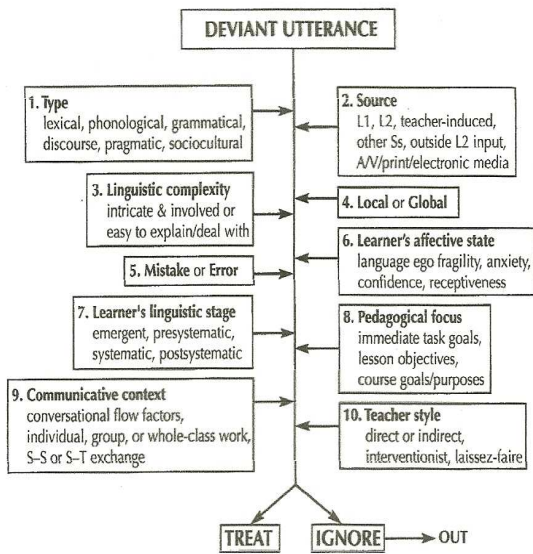 DEVIANT UTTERANCE
1. Type
lexical, phonological, grammatical,
discourse, pragmatic, sociocultural
2. Source
L1, L2, teacher-induced,
other Ss, outside L2 input,
A/V/print/electronic media
3. Linguistic complexity
intricate & involved or
easy to explain/deal with
4. Local or Global
5. Mistake or Error
6. Learner's affective state
language ego fragility, anxiety,
confidence, receptiveness
7. Learner's linguistic stage
emergent, presystematic,
systematic, postsystematic
8. Pedagogical focus
immediate task goals,
lesson objectives,
course goals/purposes
9. Communicative context
conversational flow factors,
individual, group, or whole-class work,
S–S or S–T exchange
10. Teacher style
direct or indirect,
interventionist, laissez-faire
TREAT
IGNORE
OUT